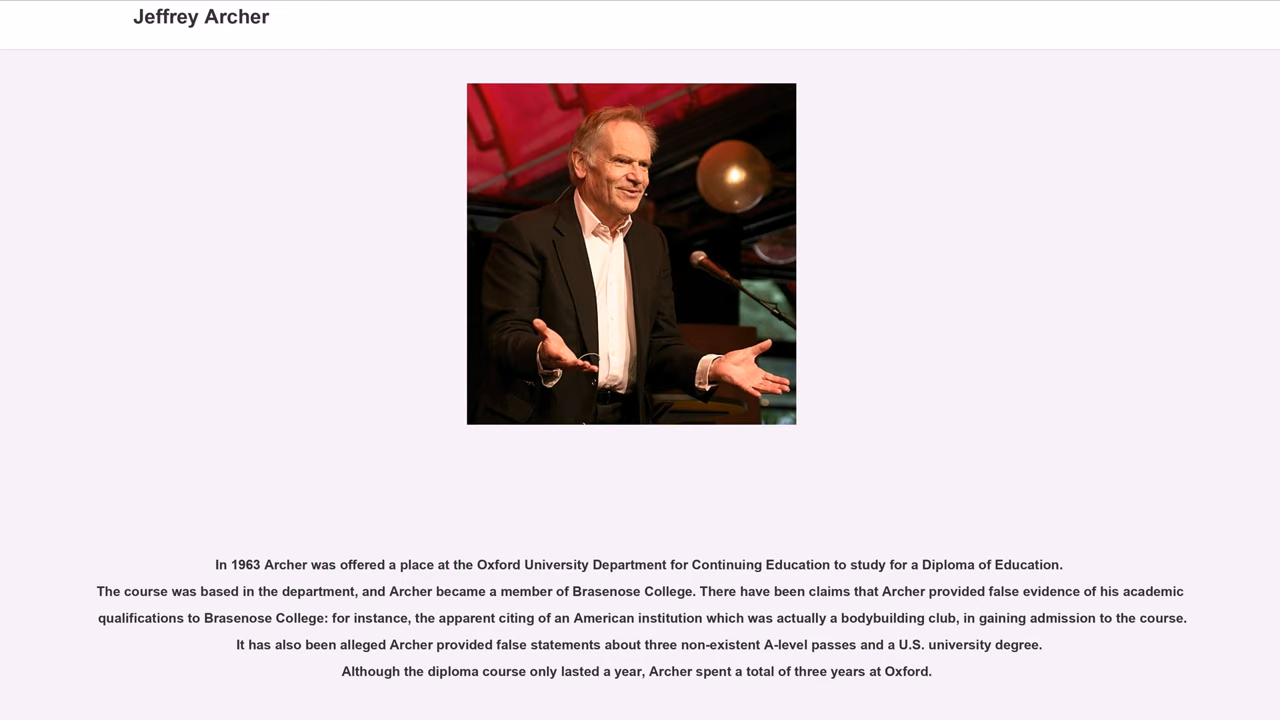 Jeffrey Archer
In 1963 Archer was offered a place at the Oxford University Department for Continuing Education to study for a Diploma of Education.
The course was based in the department, and Archer became a member of Brasenose College. There have been claims that Archer provided false evidence of his academic
qualifications to Brasenose College: for instance, the apparent citing of an American institution which was actually a bodybuilding club, in gaining admission to the course.
It has also been alleged Archer provided false statements about three non-existent A-level passes and a U.S. university degree.
Although the diploma course only lasted a year, Archer spent a total of three years at Oxford.